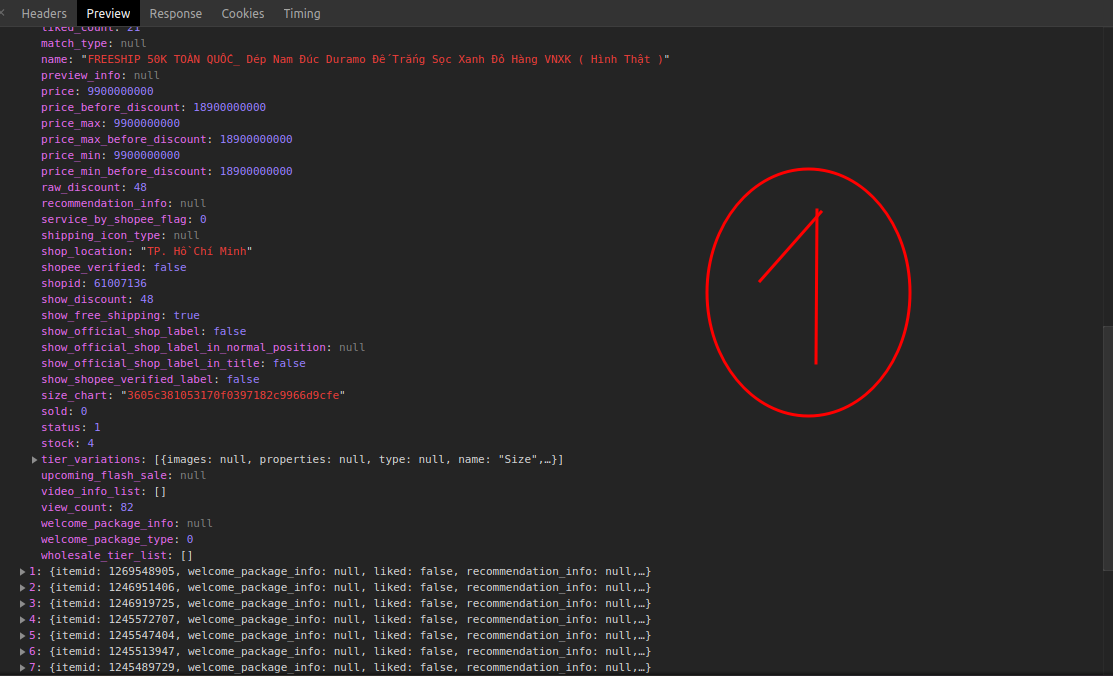 Headers Preview Response Cookies Timing
liked_count: 21
match_type: null
name: "FREESHIP 50K TOÀN QUỐC_ Dép Nam Đúc Duramo Đế Trắng Sọc Xanh Đỏ Hàng VNXK ( Hình Thật )"
preview_info: null
price: 9900000000
price_before_discount: 18900000000
price_max: 9900000000
price_max_before_discount: 18900000000
price_min: 9900000000
price_min_before_discount: 18900000000
raw_discount: 48
recommendation_info: null
service_by_shopee_flag: 0
shipping_icon_type: null
shop_location: "TP. Hồ Chí Minh"
shopee_verified: false
shopid: 61007136
show_discount: 48
show_free_shipping: true
show_official_shop_label: false
show_official_shop_label_in_normal_position: null
show_official_shop_label_in_title: false
show_shopee_verified_label: false
size_chart: "3605c381053170f0397182c9966d9cfe"
sold: 0
status: 1
stock: 4
tier_variations: [{images: null, properties: null, type: null, name: "Size",…}]
upcoming_flash_sale: null
video_info_list: []
view_count: 82
welcome_package_info: null
welcome_package_type: 0
wholesale_tier_list: []
1: {itemid: 1269548905, welcome_package_info: null, liked: false, recommendation_info: null,…}
2: {itemid: 1246951406, welcome_package_info: null, liked: false, recommendation_info: null,…}
3: {itemid: 1246919725, welcome_package_info: null, liked: false, recommendation_info: null,…}
4: {itemid: 1245572707, welcome_package_info: null, liked: false, recommendation_info: null,…}
5: {itemid: 1245547404, welcome_package_info: null, liked: false, recommendation_info: null,…}
6: {itemid: 1245513947, welcome_package_info: null, liked: false, recommendation_info: null,…}
7: {itemid: 1245489729, welcome_package_info: null, liked: false, recommendation_info: null,…}
1